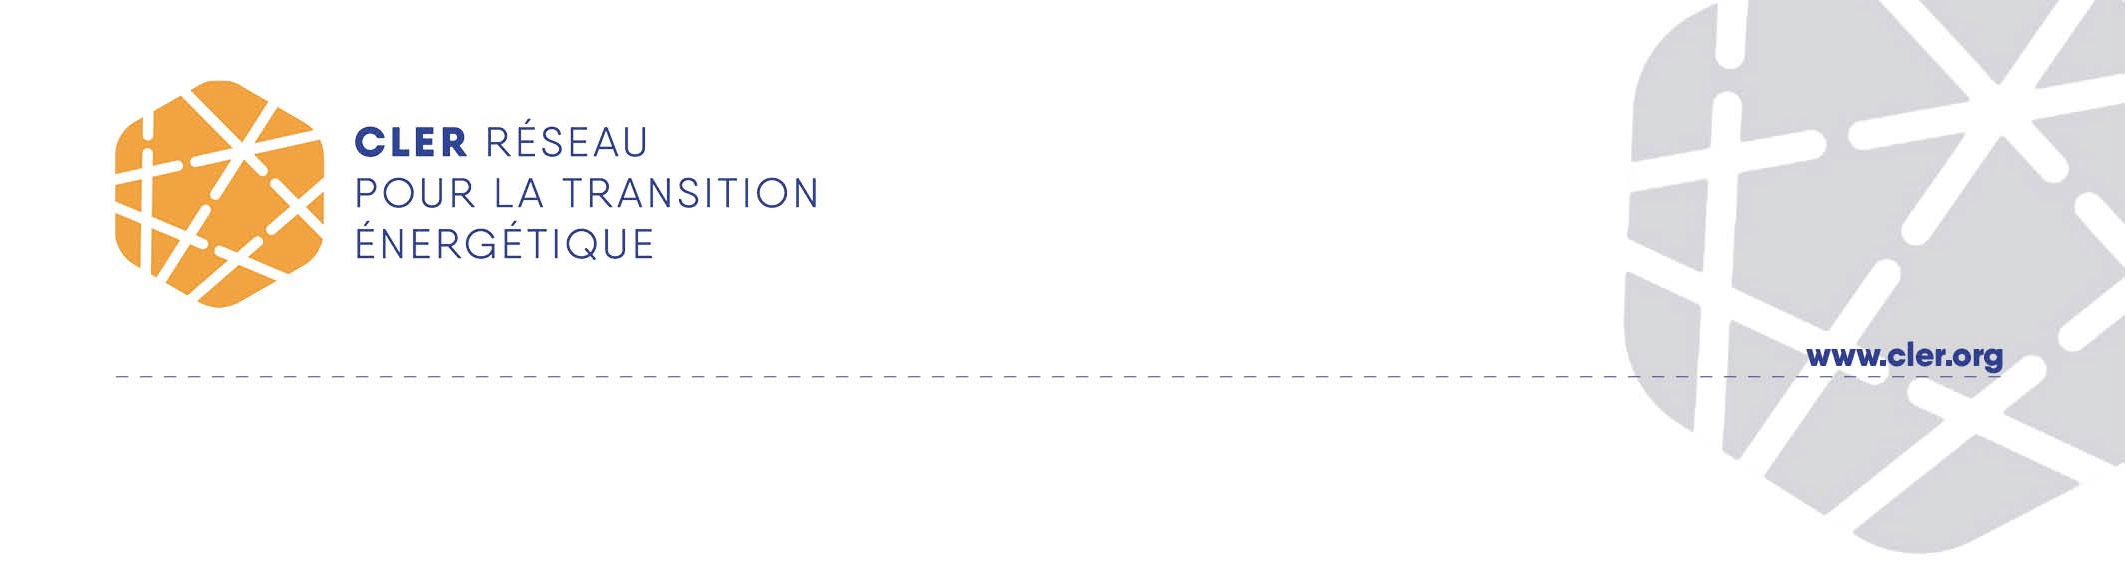 CLER RÉSEAU
POUR LA TRANSITION
ÉNERGÉTIQUE
www.cler.org